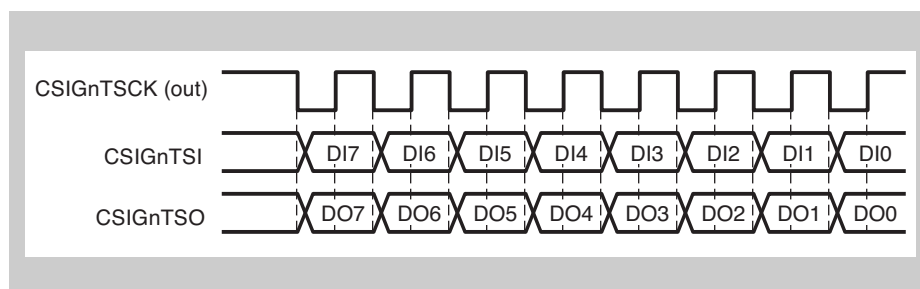 CSIGnTSCK (out)
CSIGnTSI DI7 DI6 DI5 DI4 DI3 DI2 DI1 DI0
CSIGnTSO DO7 DO6 DO5 DO4 DO3 DO2 DO1 DO0